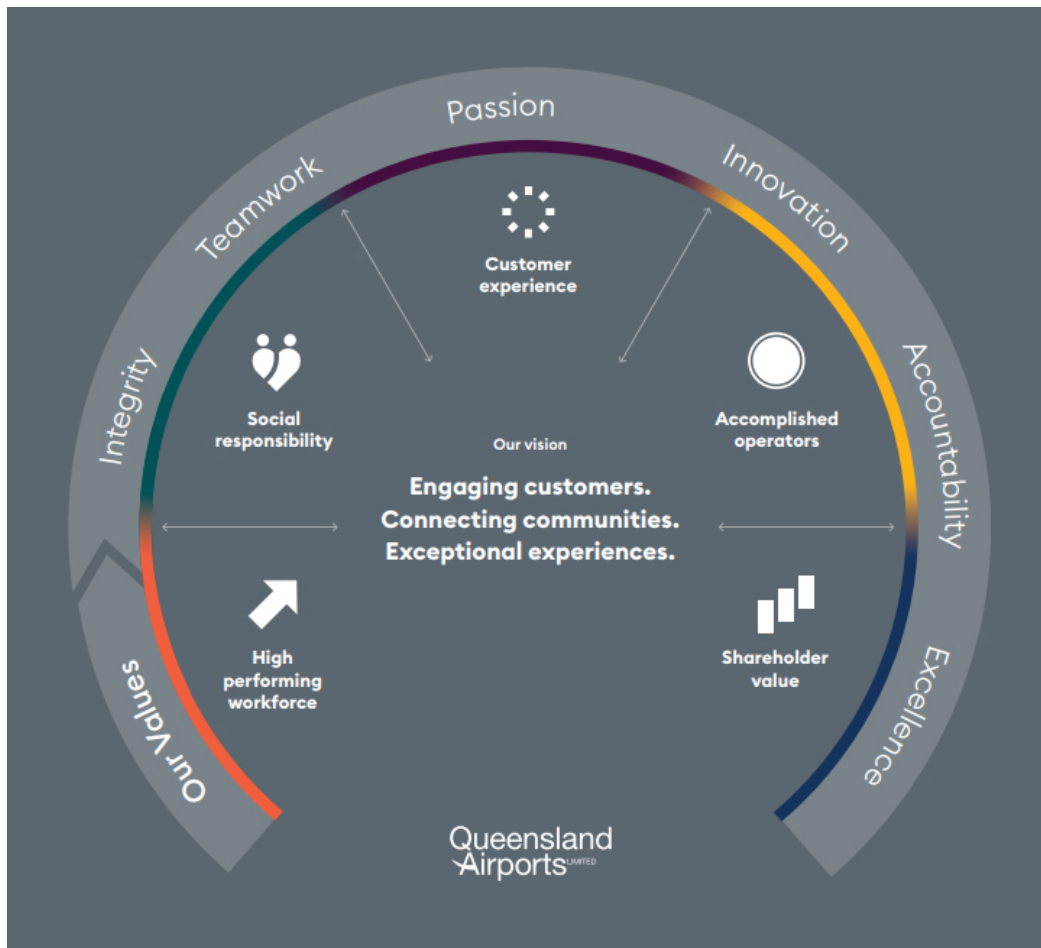 Our Values
Integrity
Teamwork
Passion
Innovation
Accountability
Excellence
Customer
experience
Social
responsibility
Accomplished
operators
Our vision
Engaging customers.
Connecting communities.
Exceptional experiences.
High
performing
workforce
Shareholder
value
Queensland
Airports LIMITED